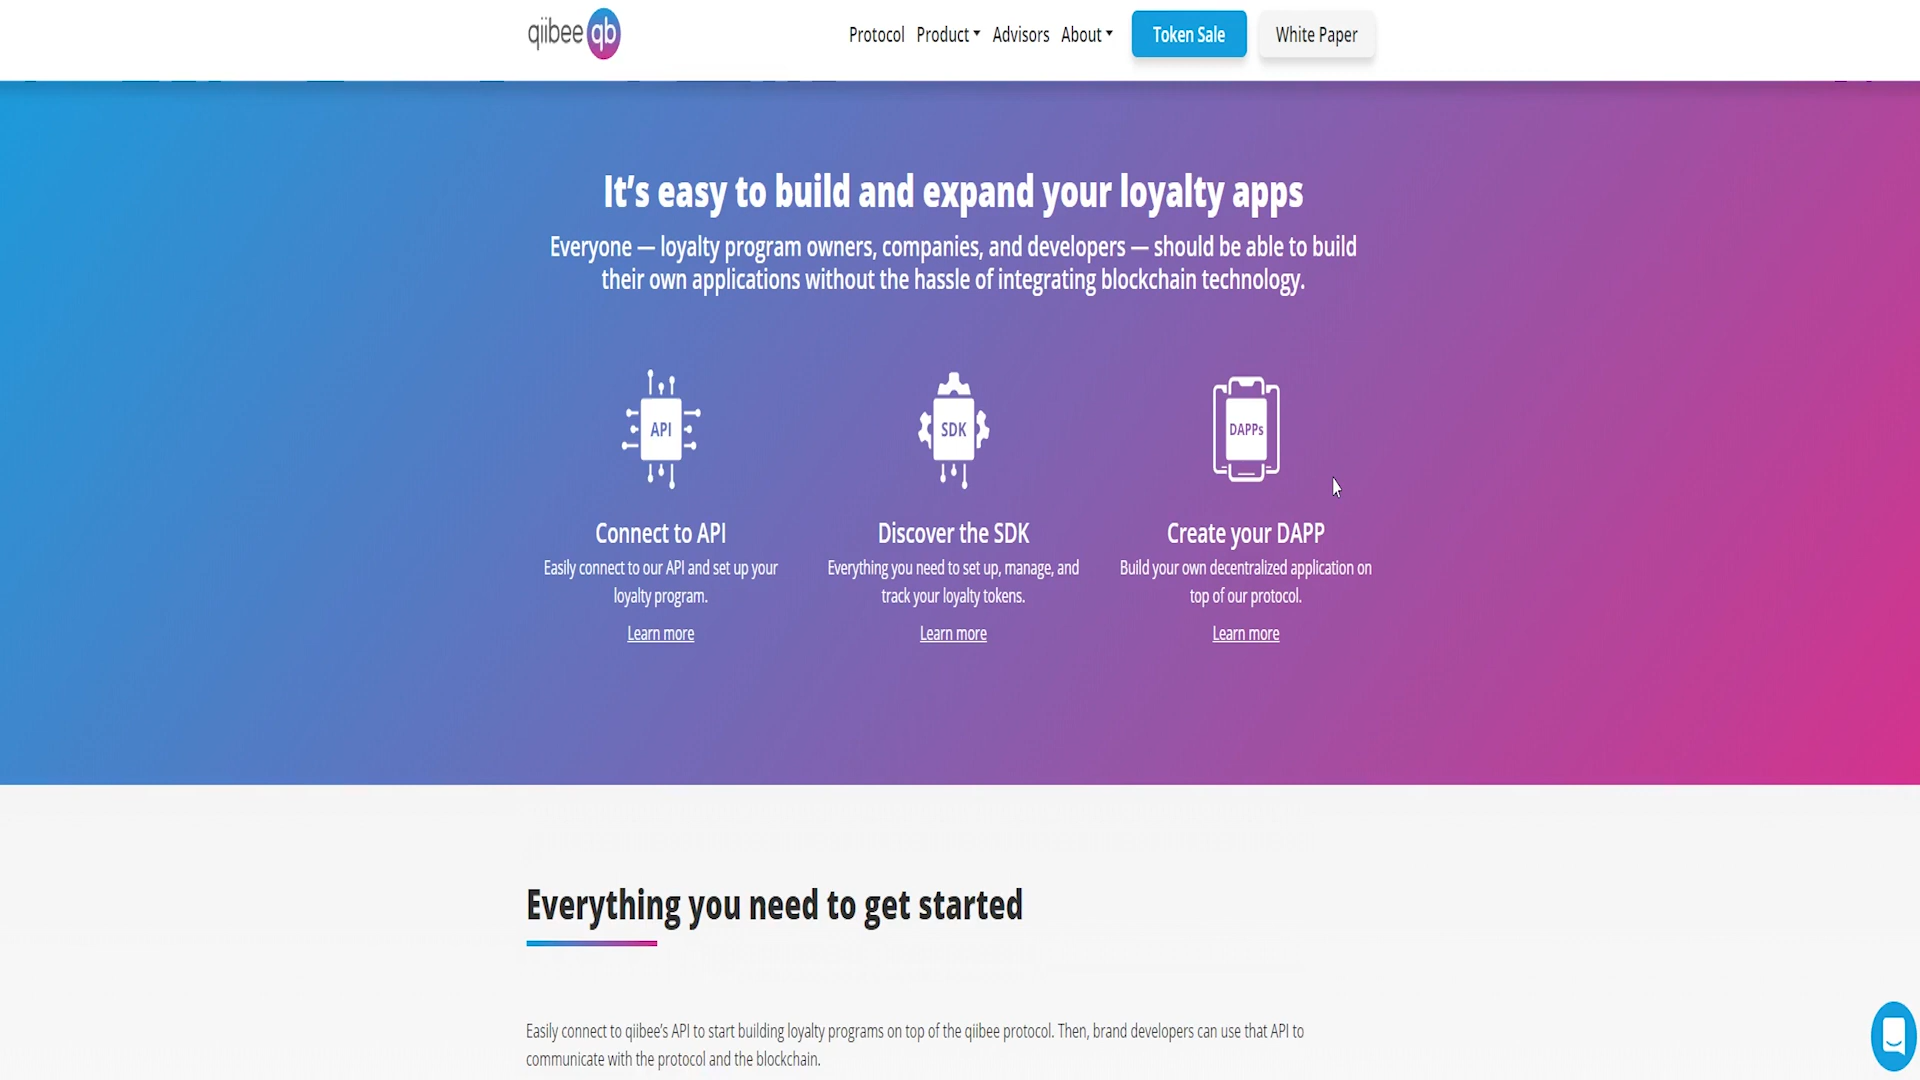 qiibee qb
Protocol Product Advisors About Token Sale White Paper
It’s easy to build and expand your loyalty apps
Everyone — loyalty program owners, companies, and developers — should be able to build
their own applications without the hassle of integrating blockchain technology.
API
SDK
DAPPs
Connect to API
Easily connect to our API and set up your
loyalty program.
Learn more
Discover the SDK
Everything you need to set up, manage, and
track your loyalty tokens.
Learn more
Create your DAPP
Build your own decentralized application on
top of our protocol.
Learn more
Everything you need to get started
Easily connect to qiibee’s API to start building loyalty programs on top of the qiibee protocol. Then, brand developers can use that API to
communicate with the protocol and the blockchain.